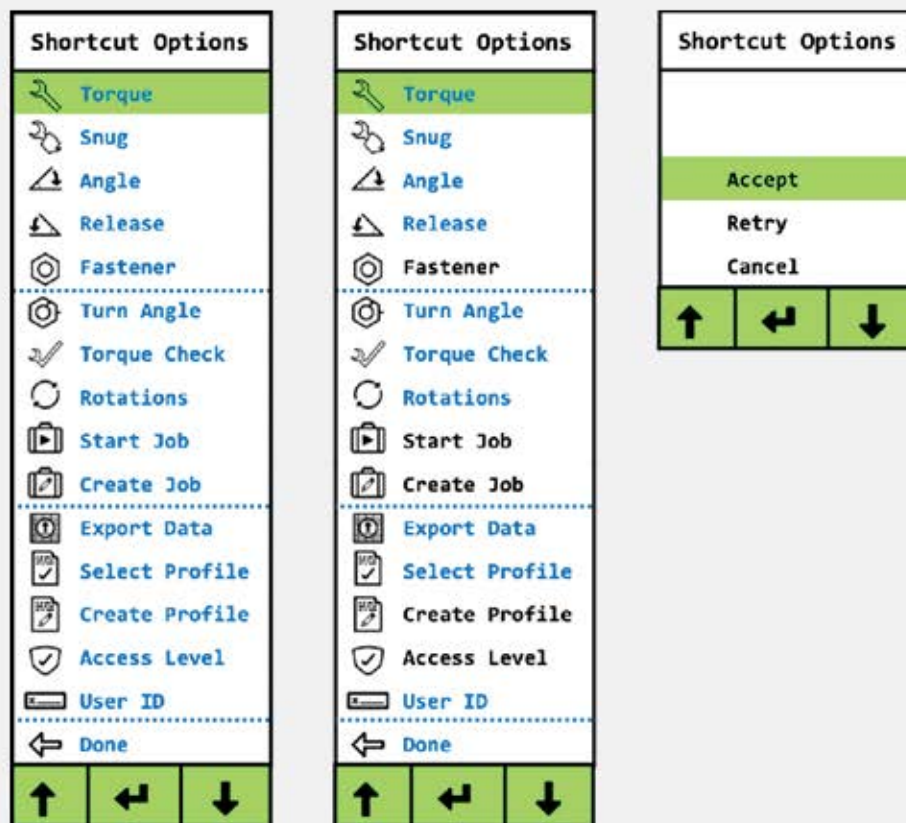 Shortcut Options
Torque
Snug
Angle
Release
Fastener
Turn Angle
Torque Check
Rotations
Start Job
Create Job
Export Data
Select Profile
Create Profile
Access Level
User ID
Done
Shortcut Options
Torque
Snug
Angle
Release
Fastener
Turn Angle
Torque Check
Rotations
Start Job
Create Job
Export Data
Select Profile
Create Profile
Access Level
User ID
Done
Shortcut Options
Accept
Retry
Cancel